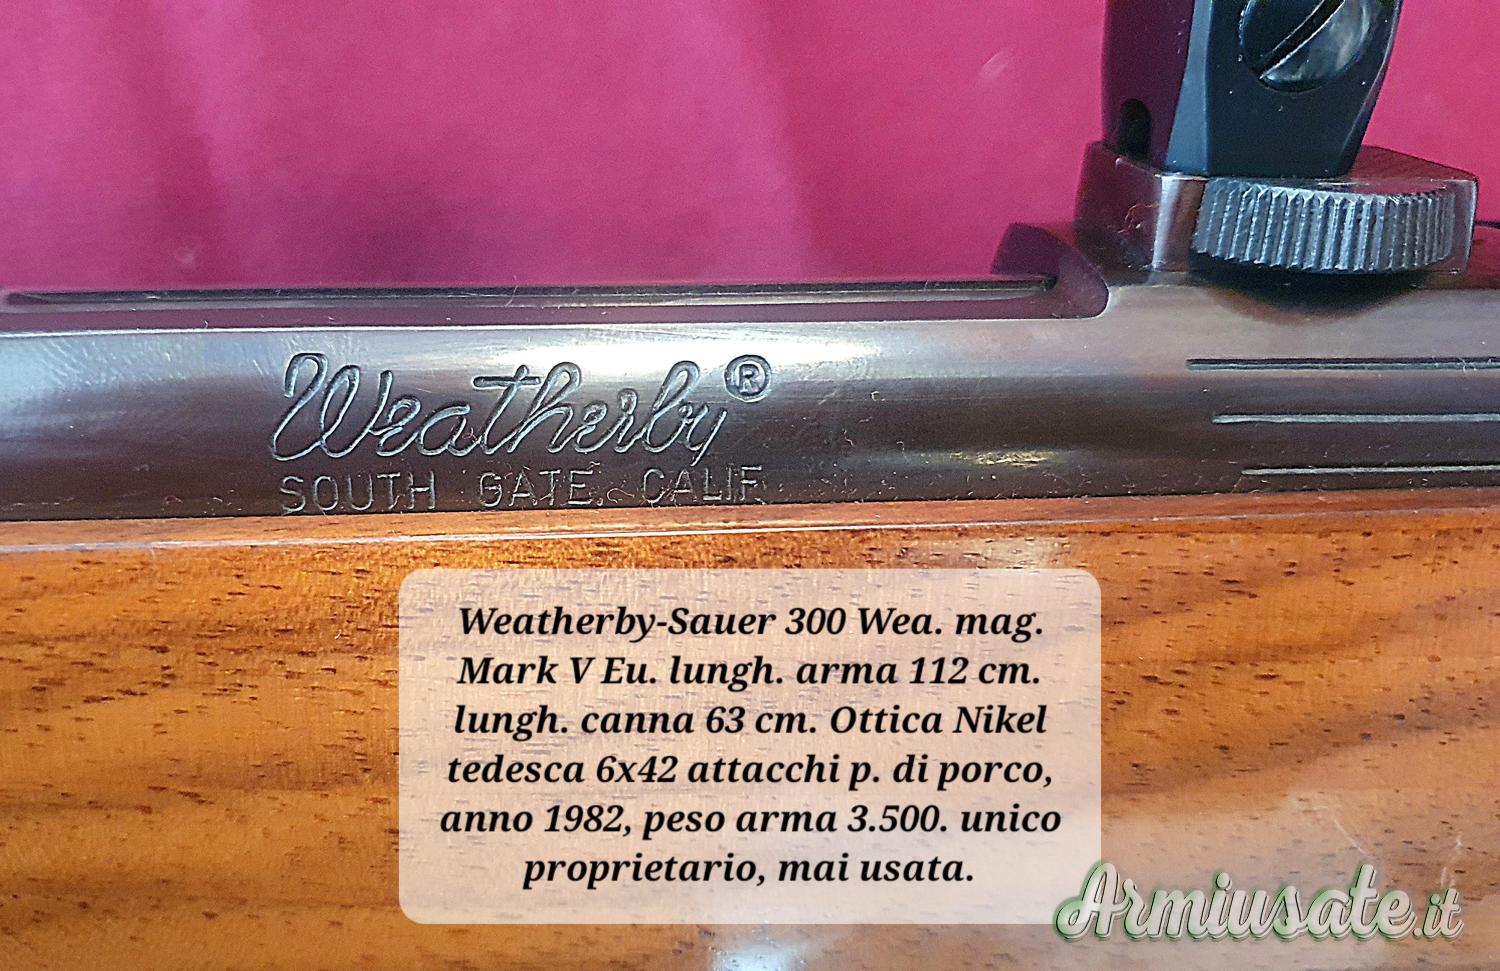 Weatherby®
SOUTH GATE, CALIF
Weatherby-Sauer 300 Wea. mag.
Mark V Eu. lungh. arma 112 cm.
lungh. canna 63 cm. Ottica Nikel
tedesca 6x42 attacchi p. di porco,
anno 1982, peso arma 3.500. unico
proprietario, mai usata.
Armiusate.it